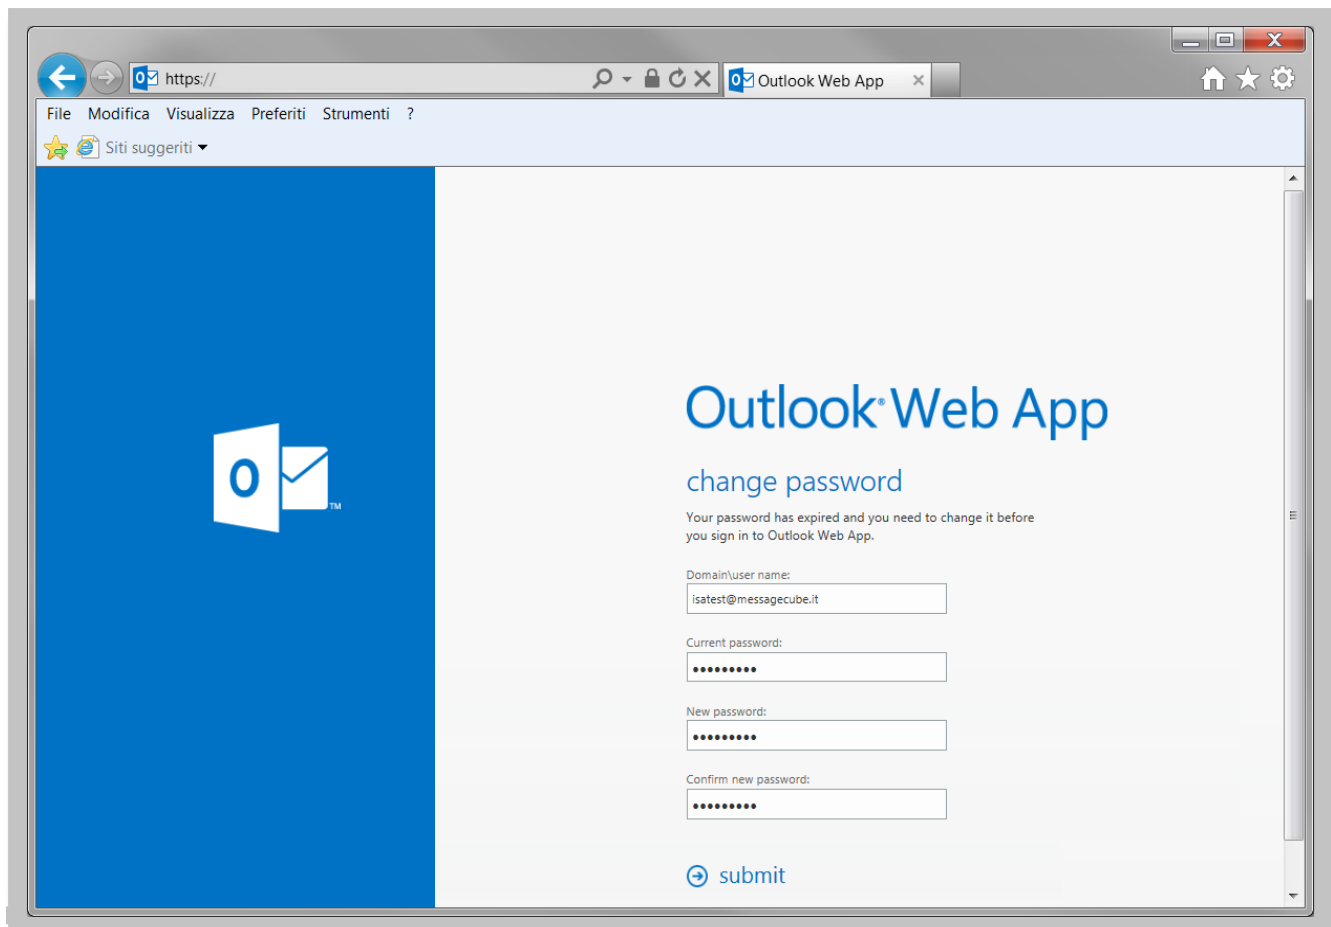 https://
Outlook Web App
File Modifica Visualizza Preferiti Strumenti ?
Siti suggeriti
Outlook® Web App
change password
Your password has expired and you need to change it before
you sign in to Outlook Web App.
Domain\user name:
isatest@messagecube.it
Current password:
•••••••••
New password:
•••••••••
Confirm new password:
•••••••••
submit
O
TM